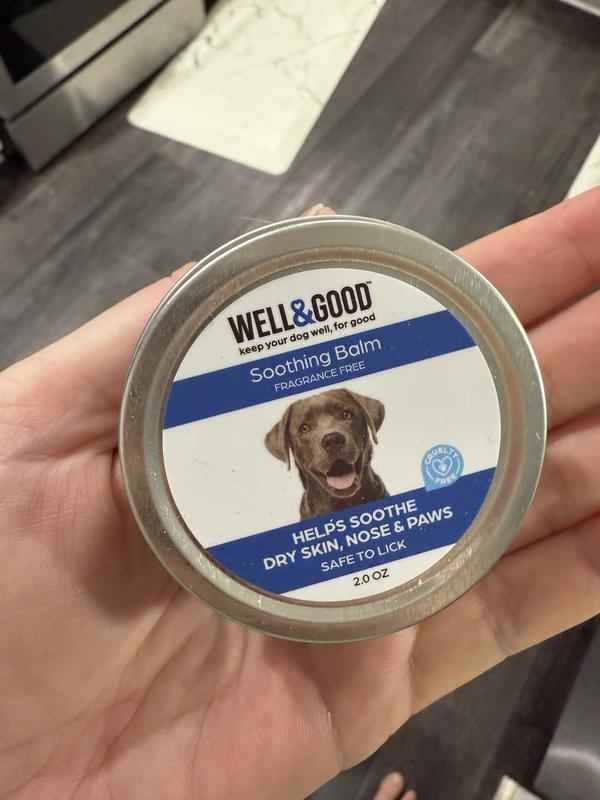 WELL&GOOD™
keep your dog well, for good
Soothing Balm
FRAGRANCE FREE
CRUELTY
FREE
HELPS SOOTHE
DRY SKIN, NOSE & PAWS
SAFE TO LICK
2.0 OZ